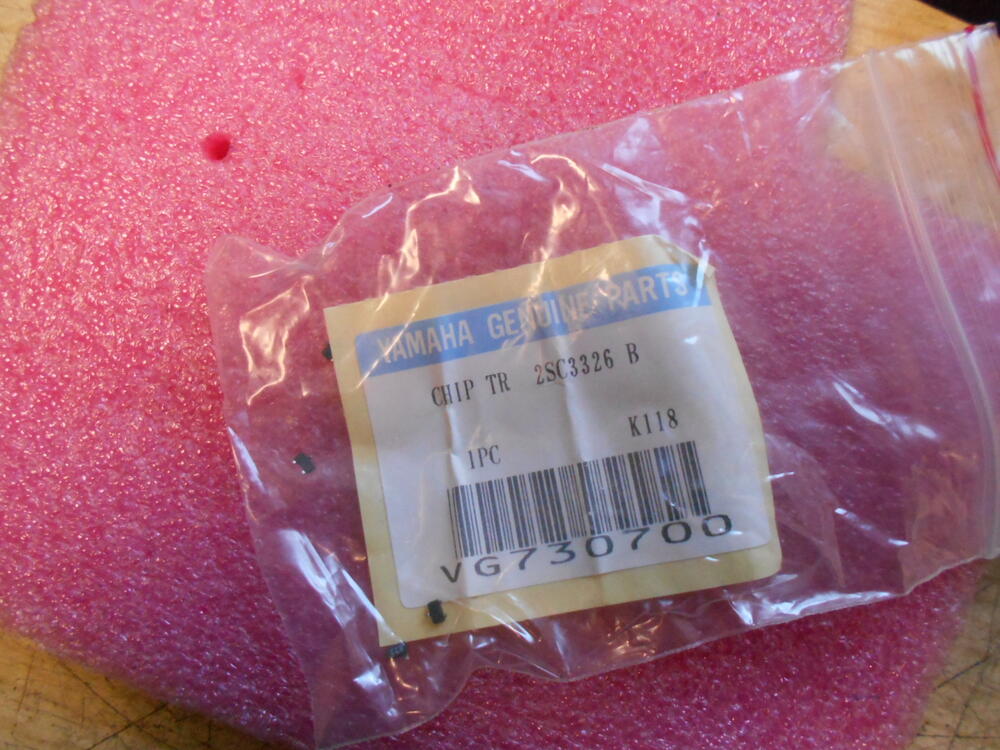 YAMAHA GENUINE PARTS
CHIP TR 2SC3326 B
K118
1PC
VG730700